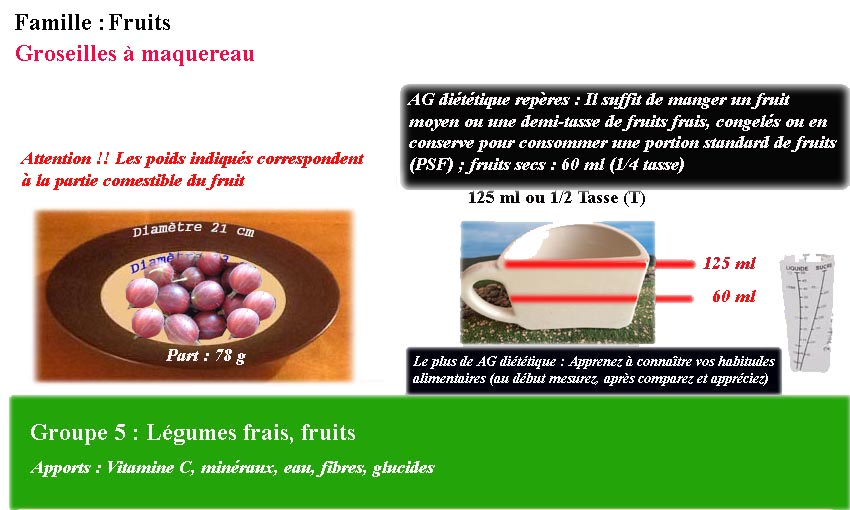 Famille : Fruits
Groseilles à maquereau
AG diététique repères : Il suffit de manger un fruit
moyen ou une demi-tasse de fruits frais, congelés ou en
conserve pour consommer une portion standard de fruits
(PSF) ; fruits secs : 60 ml (1/4 tasse)
Attention !! Les poids indiqués correspondent
à la partie comestible du fruit
125 ml ou 1/2 Tasse (T)
Diamètre 21 cm
Part : 78 g
125 ml
60 ml
LIQUIDE SUCRE
Le plus de AG diététique : Apprenez à connaître vos habitudes
alimentaires (au début mesurez, après comparez et appréciez)
Groupe 5 : Légumes frais, fruits
Apports : Vitamine C, minéraux, eau, fibres, glucides